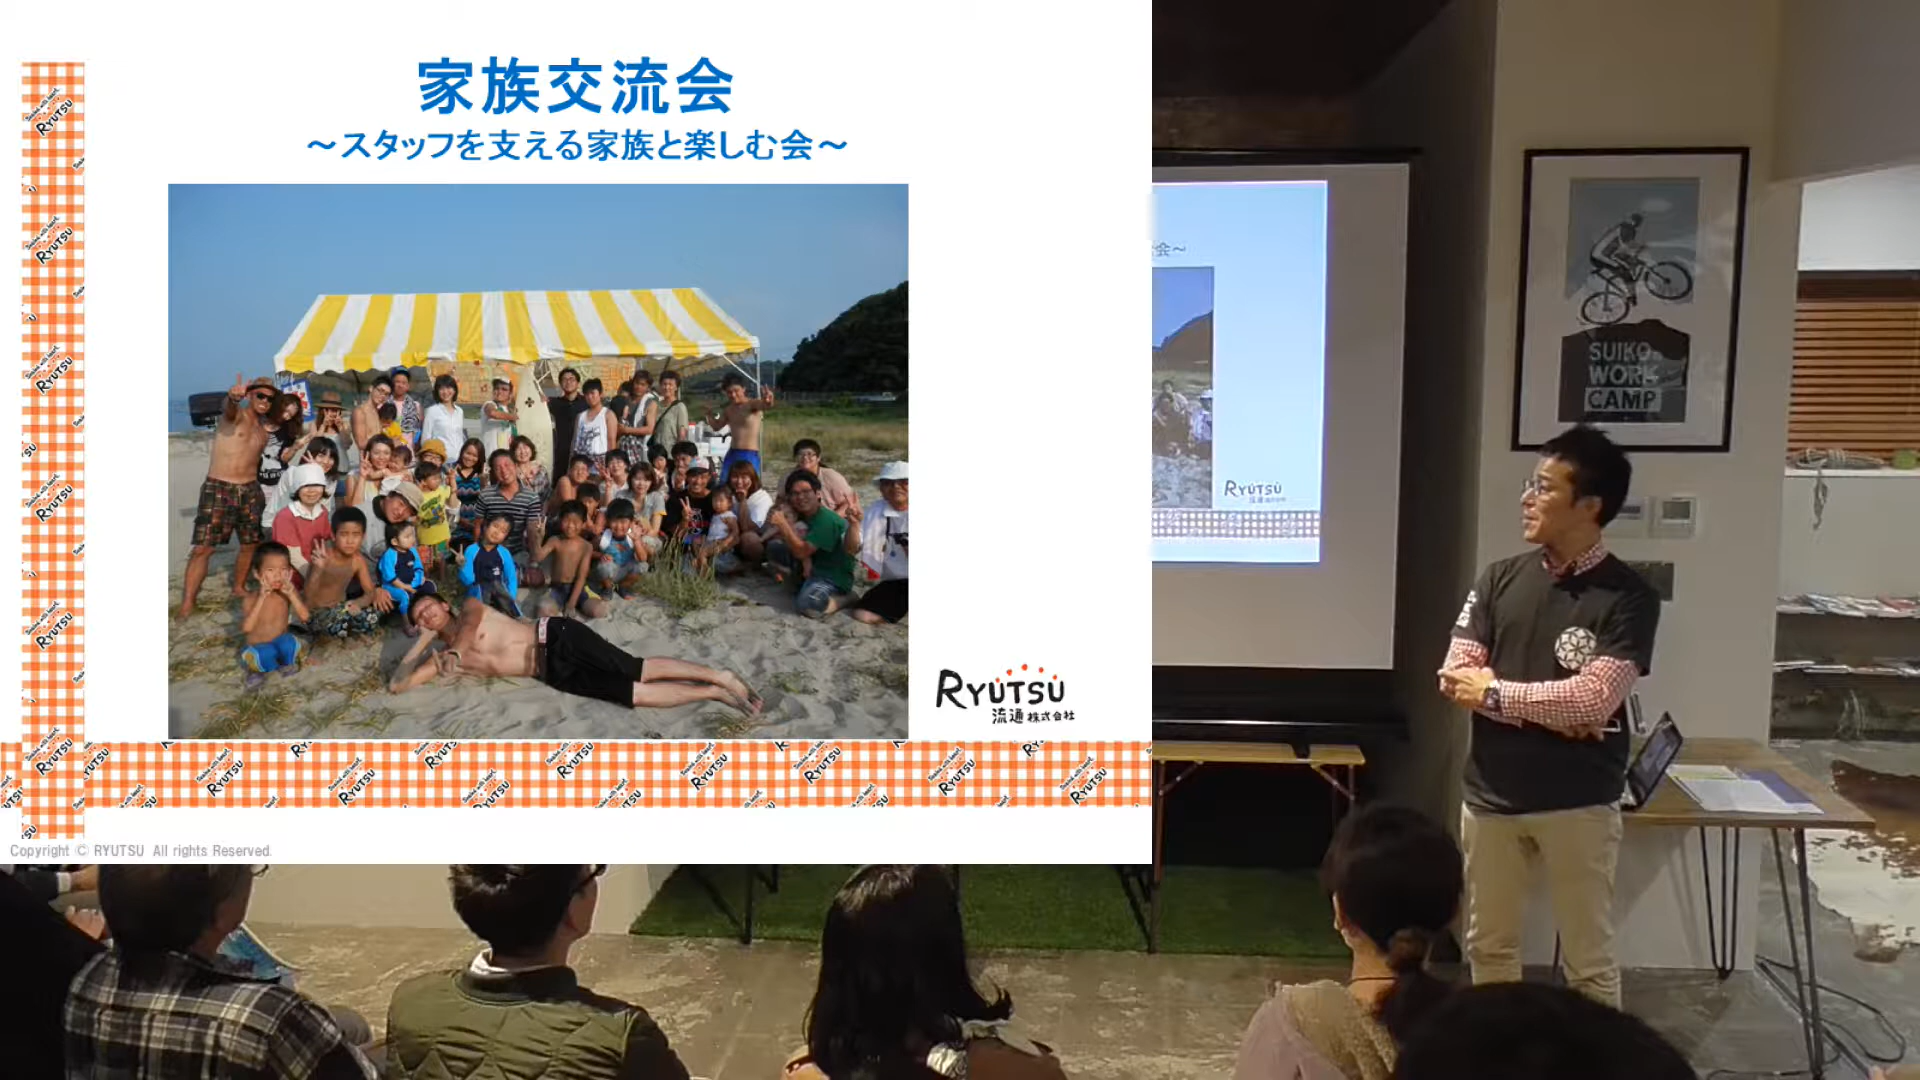 家族交流会
～スタッフを支える家族と楽しむ会～
RYUTSU
流通株式会社
Copyright © RYUTSU All rights Reserved.
会～
RYUTSU
SUIKO
WORK
CAMP